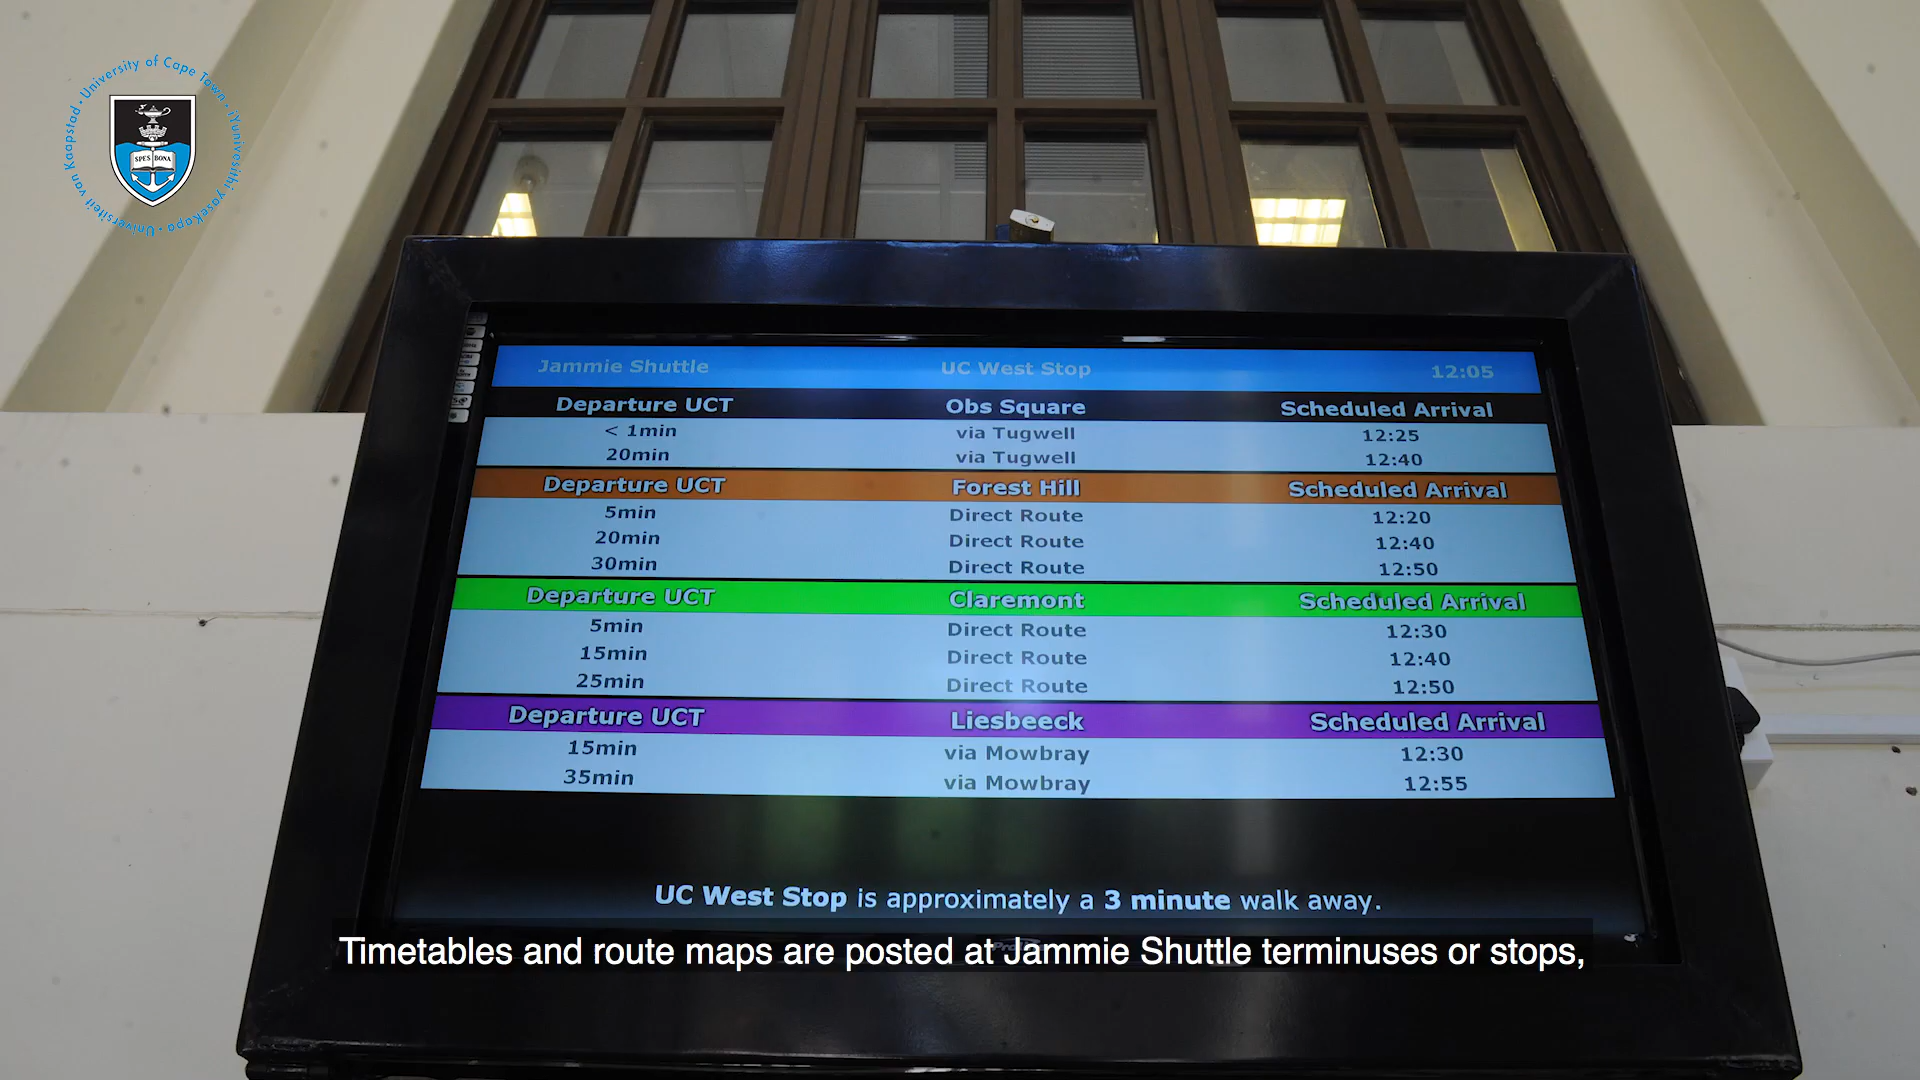 University of Cape Town · iYunivesithi yaseKapa · Universiteit van Kaapstad ·
SPES BONA
Jammie Shuttle UC West Stop 12:05
Departure UCT Obs Square Scheduled Arrival
< 1min via Tugwell 12:25
20min via Tugwell 12:40
Departure UCT Forest Hill Scheduled Arrival
5min Direct Route 12:20
20min Direct Route 12:40
30min Direct Route 12:50
Departure UCT Claremont Scheduled Arrival
5min Direct Route 12:30
15min Direct Route 12:40
25min Direct Route 12:50
Departure UCT Liesbeeck Scheduled Arrival
15min via Mowbray 12:30
35min via Mowbray 12:55
UC West Stop is approximately a 3 minute walk away.
Timetables and route maps are posted at Jammie Shuttle terminuses or stops,